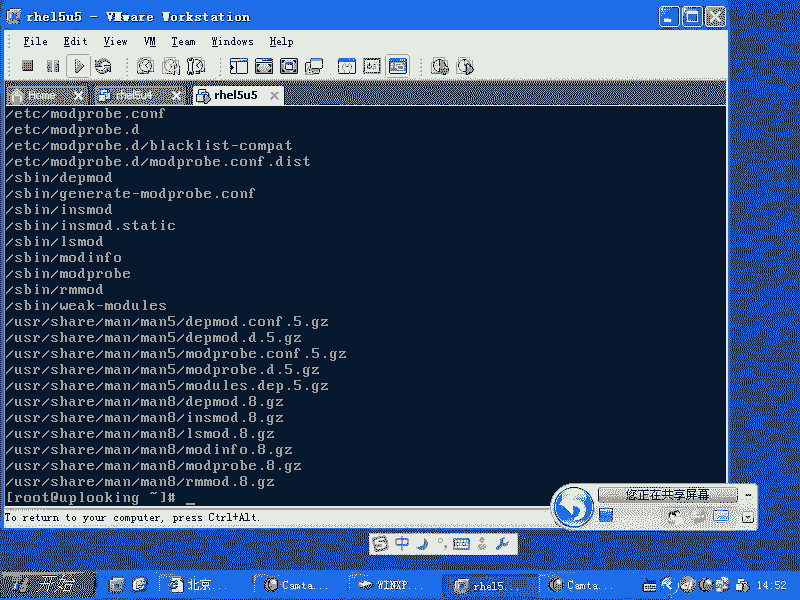 rhel5u5 - VMware Workstation
File Edit View VM Team Windows Help
Home rhel5u4 rhel5u5
/etc/modprobe.conf
/etc/modprobe.d
/etc/modprobe.d/blacklist-compat
/etc/modprobe.d/modprobe.conf.dist
/sbin/depmod
/sbin/generate-modprobe.conf
/sbin/insmod
/sbin/insmod.static
/sbin/lsmod
/sbin/modinfo
/sbin/modprobe
/sbin/rmmod
/sbin/weak-modules
/usr/share/man/man5/depmod.conf.5.gz
/usr/share/man/man5/depmod.d.5.gz
/usr/share/man/man5/modprobe.conf.5.gz
/usr/share/man/man5/modprobe.d.5.gz
/usr/share/man/man5/modules.dep.5.gz
/usr/share/man/man8/depmod.8.gz
/usr/share/man/man8/insmod.8.gz
/usr/share/man/man8/lsmod.8.gz
/usr/share/man/man8/modinfo.8.gz
/usr/share/man/man8/modprobe.8.gz
/usr/share/man/man8/rmmod.8.gz
[root@uplooking ~]# _
您正在共享屏幕
To return to your computer, press Ctrl+Alt.
中
开始 北京... Camta... WINXP... rhel5... Camta... 14:52